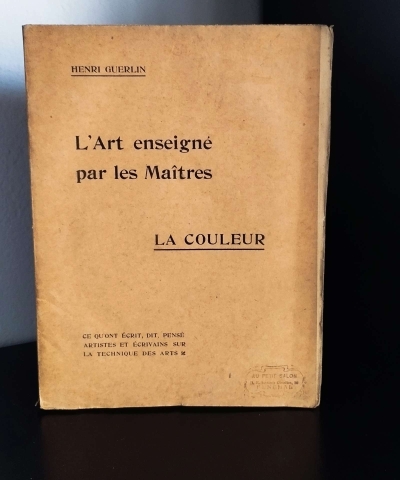 HENRI GUERLIN
L'Art enseigné
par les Maîtres
LA COULEUR
CE QU'ONT ÉCRIT, DIT, PENSÉ
ARTISTES ET ÉCRIVAINS SUR
LA TECHNIQUE DES ARTS